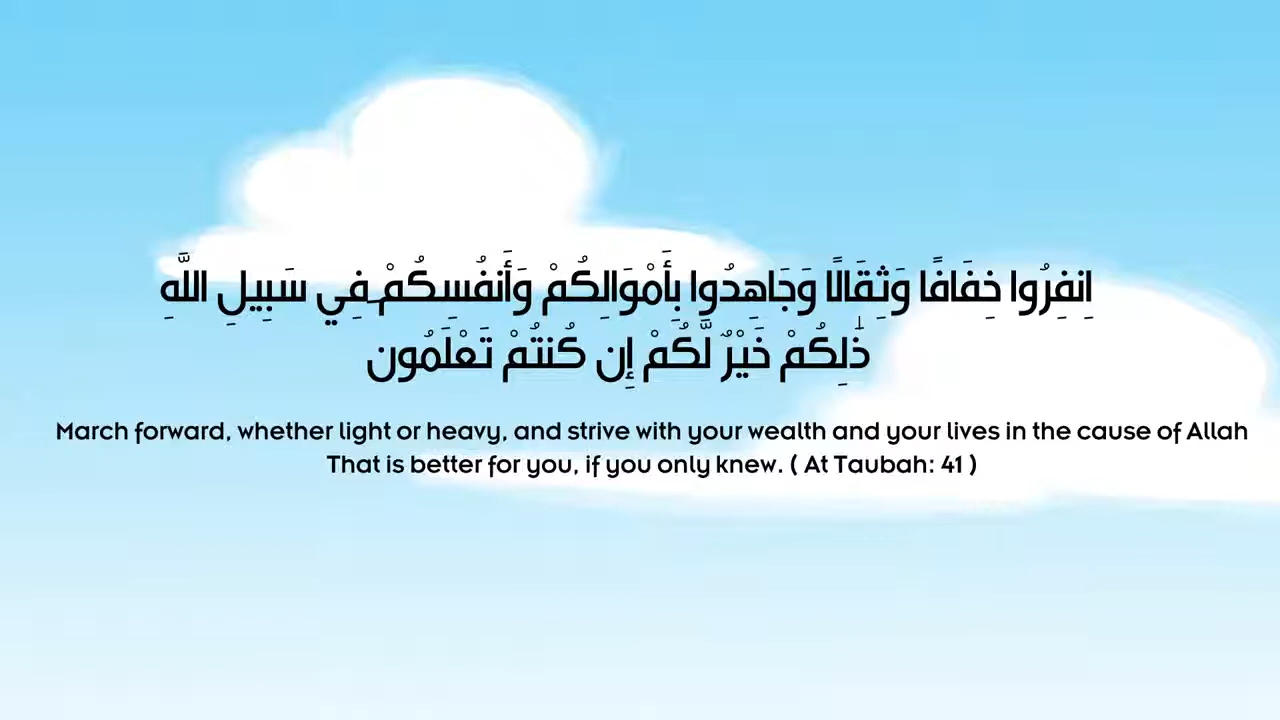 اِنفِرُوا خِفَافًا وَثِقَالًا وَجَاهِدُوا بِأَمْوَالِكُمْ وَأَنفُسِكُمْ فِي سَبِيلِ اللَّهِ
ذَٰلِكُمْ خَيْرٌ لَّكُمْ إِن كُنتُمْ تَعْلَمُون
March forward, whether light or heavy, and strive with your wealth and your lives in the cause of Allah
That is better for you, if you only knew. ( At Taubah: 41 )